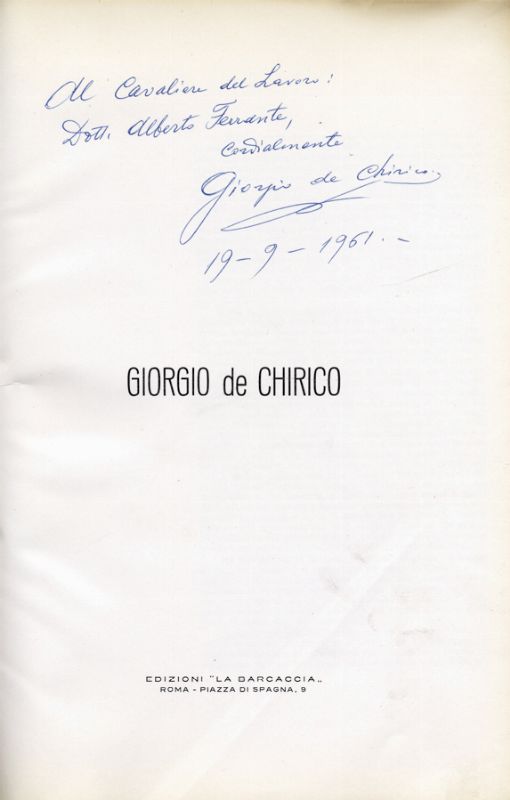 Al Cavaliere del Lavoro:
Dott. Alberto Ferrante,
Cordialmente
Giorgio de Chirico.
19-9-1961.-
GIORGIO de CHIRICO
EDIZIONI "LA BARCACCIA„
ROMA - PIAZZA DI SPAGNA, 9